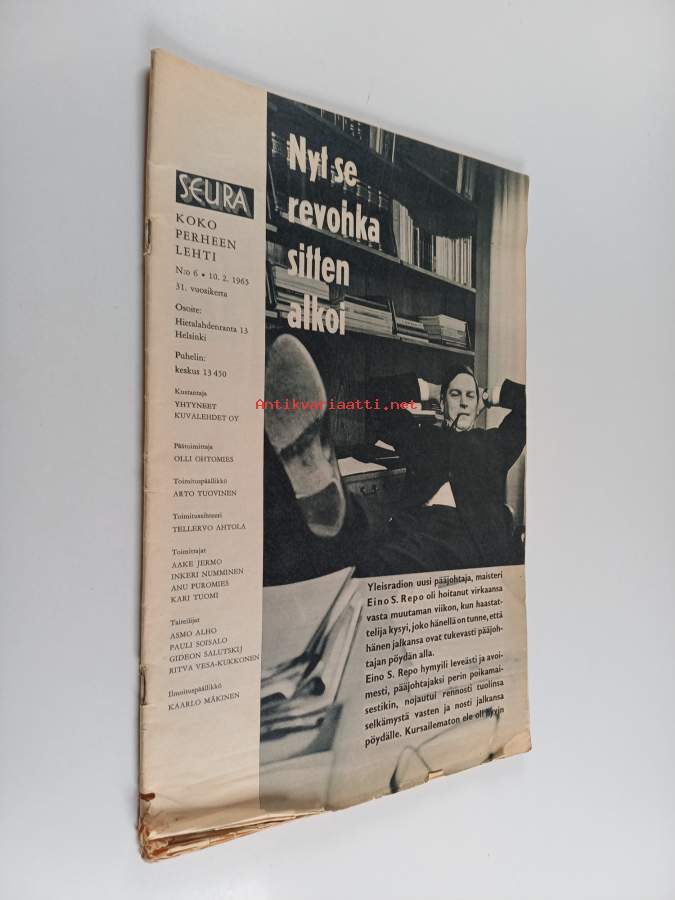 SEURA
KOKO
PERHEEN
LEHTI
N:o 6 • 10. 2. 1965
31. vuosikerta
Osoite:
Hietalahdenranta 13
Helsinki
Puhelin:
keskus 13 450
Kustantaja
YHTYNEET
KUVALEHDET OY
Päätoimittaja
OLLI OHTOMIES
Toimituspäällikkö
ARTO TUOVINEN
Toimitussihteeri
TELLERVO AHTOLA
Toimittajat
AAKE JERMO
INKERI NUMMINEN
ANU PUROMIES
KARI TUOMI
Taiteilijat
ASMO ALHO
PAULI SOISALO
GIDEON SALUTSKIJ
RITVA VESA-KUKKONEN
Ilmoituspäällikkö
KAARLO MÄKINEN
Nyt se
revohka
sitten
alkoi
Antikvariaatti.net
Yleisradion uusi pääjohtaja, maisteri
Eino S. Repo oli hoitanut virkaansa
vasta muutaman viikon, kun haastat-
telija kysyi, joko hänellä on tunne, että
hänen jalkansa ovat tukevasti pääjoh-
tajan pöydän alla.
Eino S. Repo hymyili leveästi ja avoi-
mesti, pääjohtajaksi perin poikamai-
sestikin, nojautui rennosti tuolinsa
selkämystä vasten ja nosti jalkansa
pöydälle. Kursailematon ele oli hyvin